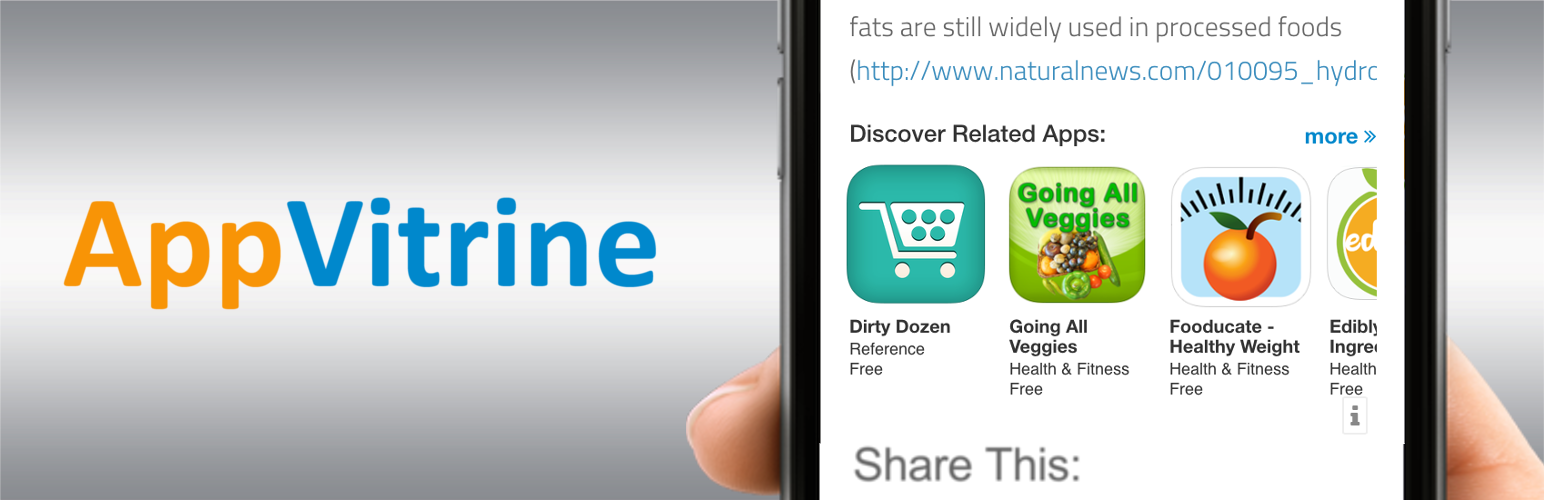 AppVitrine
fats are still widely used in processed foods
(http://www.naturalnews.com/010095_hydro
Discover Related Apps:
more »
Going All
Veggies
Dirty Dozen
Reference
Free
Going All
Veggies
Health & Fitness
Free
Fooducate -
Healthy Weight
Health & Fitness
Free
Edibly
Ingre
Health
Free
i
Share This: